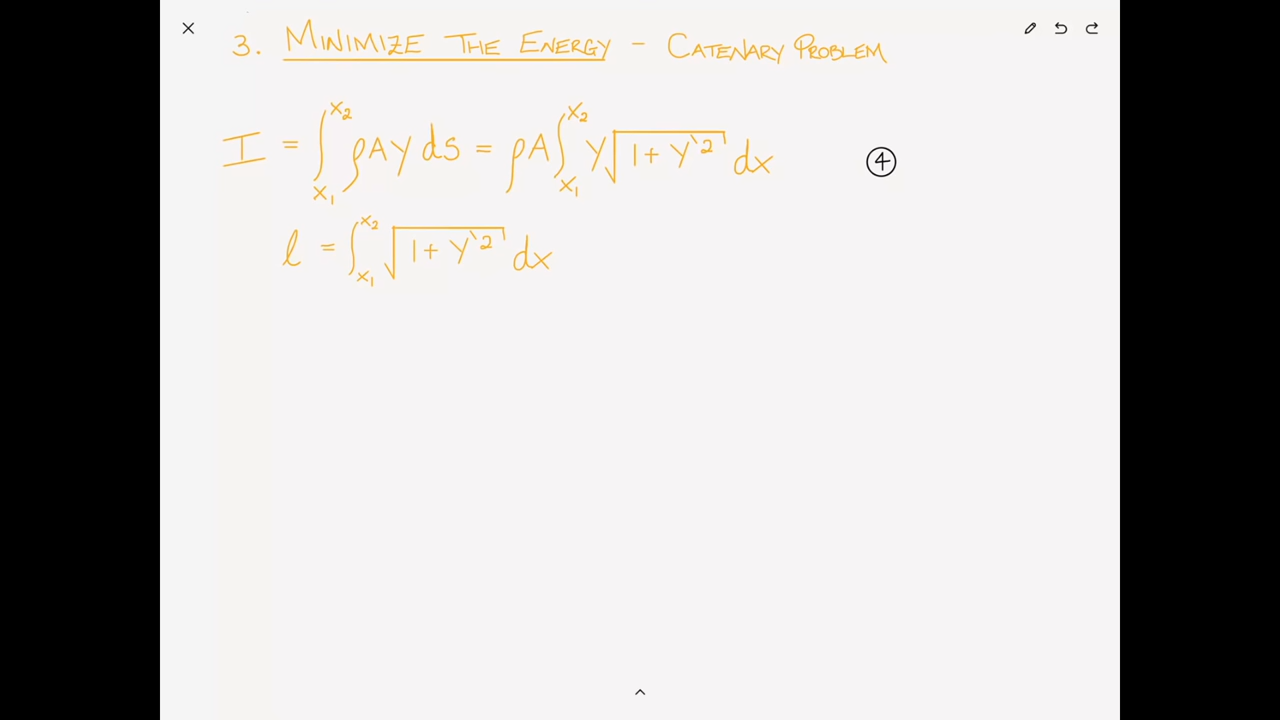 3. MINIMIZE THE ENERGY - CATENARY PROBLEM
I = ∫_{x₁}^{x₂} ρAy ds = ρA ∫_{x₁}^{x₂} y√(1 + y`²) dx ④
l = ∫_{x₁}^{x₂} √(1 + y`²) dx